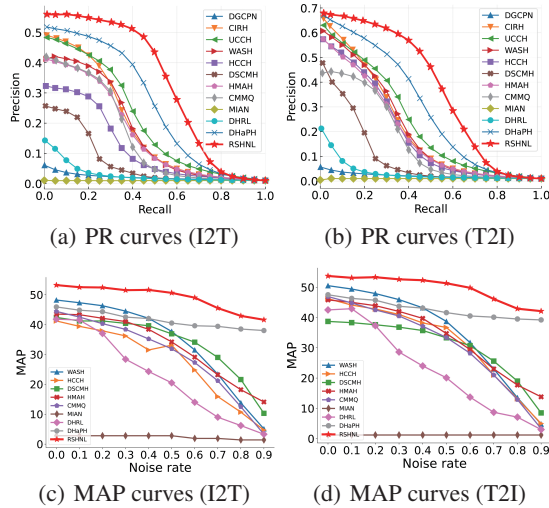 0.6
0.5
0.4
0.3
0.2
0.1
0.0
Precision
0.0 0.2 0.4 0.6 0.8 1.0
Recall
DGCPN
CIRH
UCCH
WASH
HCCH
DSCMH
HMAH
CMMQ
MIAN
DHRL
DHaPH
RSHNL
(a) PR curves (I2T)
0.7
0.6
0.5
0.4
0.3
0.2
0.1
0.0
Precision
0.0 0.2 0.4 0.6 0.8 1.0
Recall
DGCPN
CIRH
UCCH
WASH
HCCH
DSCMH
HMAH
CMMQ
MIAN
DHRL
DHaPH
RSHNL
(b) PR curves (T2I)
50
40
30
20
10
0
MAP
WASH
HCCH
DSCMH
HMAH
CMMQ
MIAN
DHRL
DHaPH
RSHNL
0.0 0.1 0.2 0.3 0.4 0.5 0.6 0.7 0.8 0.9
Noise rate
(c) MAP curves (I2T)
50
40
30
20
10
0
MAP
WASH
HCCH
DSCMH
HMAH
CMMQ
MIAN
DHRL
DHaPH
RSHNL
0.0 0.1 0.2 0.3 0.4 0.5 0.6 0.7 0.8 0.9
Noise rate
(d) MAP curves (T2I)